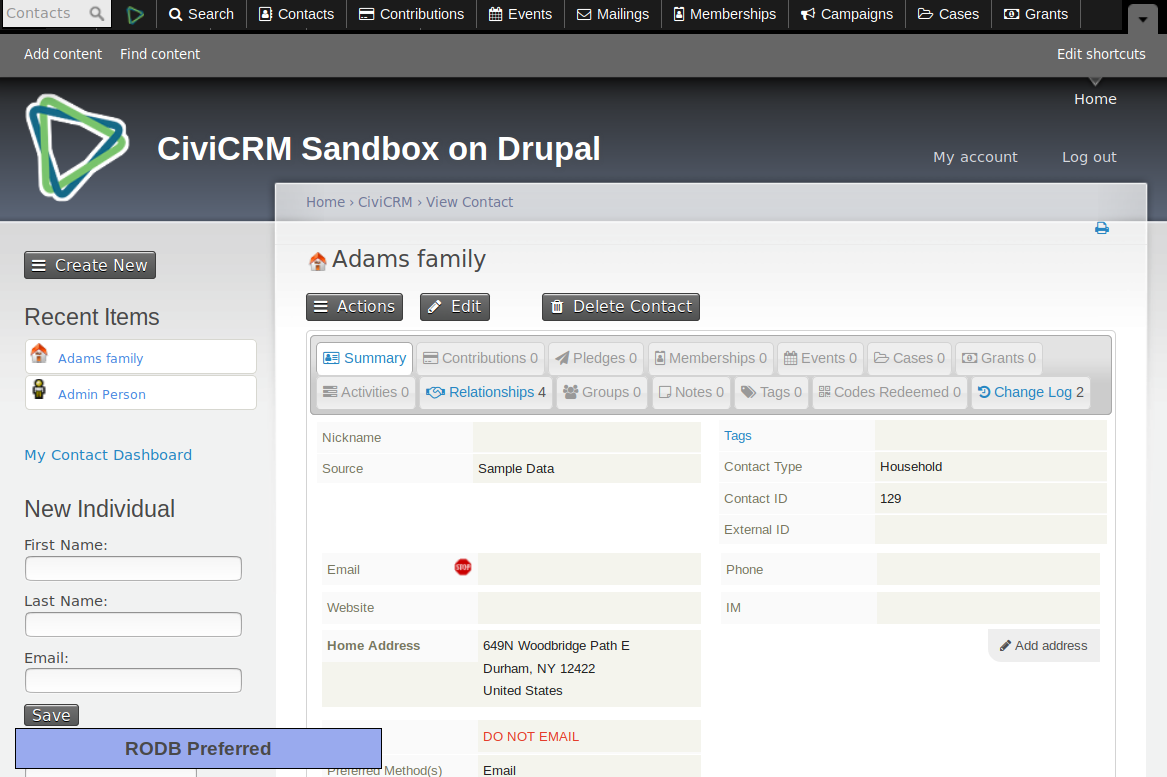 Contacts Search Contacts Contributions Events Mailings Memberships Campaigns Cases Grants
Add content Find content Edit shortcuts
Home
CiviCRM Sandbox on Drupal
My account Log out
Home › CiviCRM › View Contact
Adams family
Create New
Actions Edit Delete Contact
Recent Items
Adams family
Admin Person
My Contact Dashboard
New Individual
First Name:
Last Name:
Email:
Save
RODB Preferred
Summary Contributions 0 Pledges 0 Memberships 0 Events 0 Cases 0 Grants 0
Activities 0 Relationships 4 Groups 0 Notes 0 Tags 0 Codes Redeemed 0 Change Log 2
Nickname
Source Sample Data
Tags
Contact Type Household
Contact ID 129
External ID
Email STOP
Phone
Website
IM
Home Address 649N Woodbridge Path E
Durham, NY 12422
United States
Add address
DO NOT EMAIL
Preferred Method(s) Email